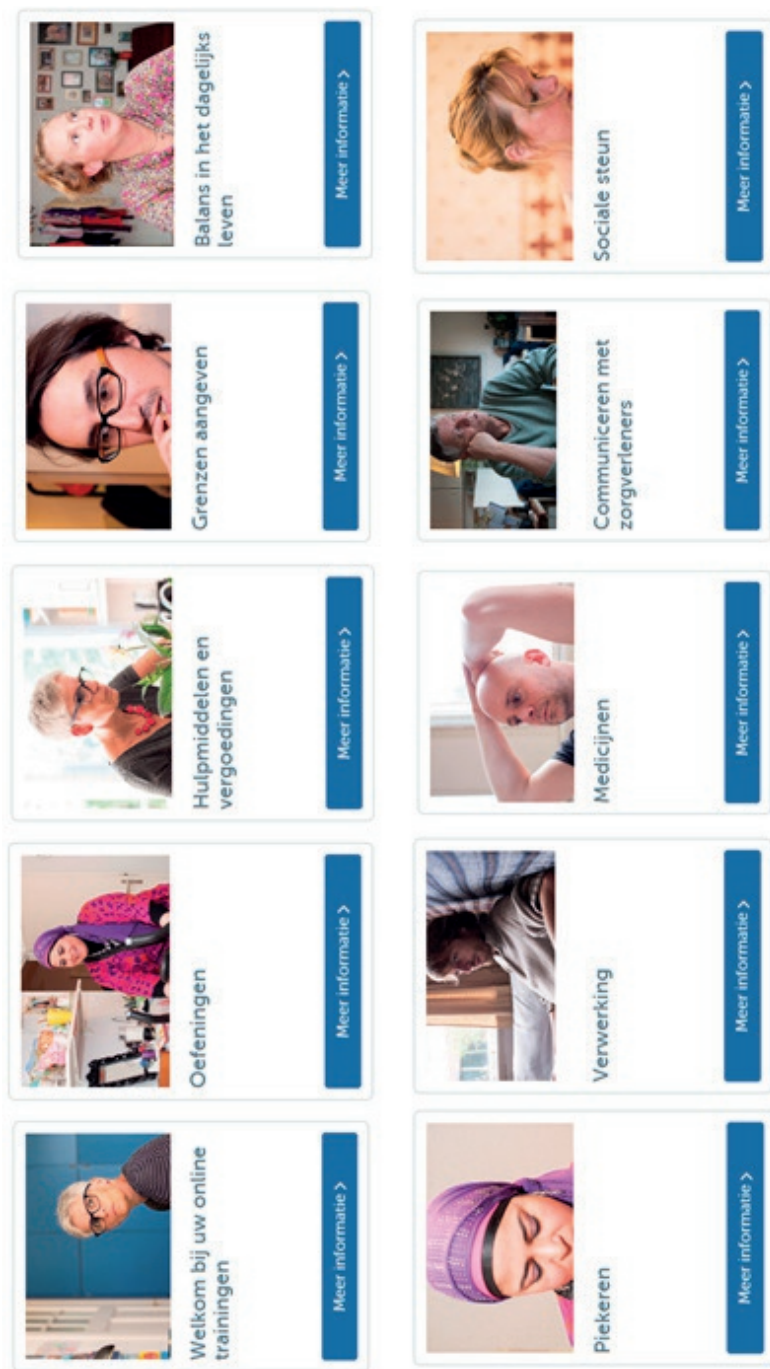 Welkom bij uw online
trainingen
Meer informatie >
Oefeningen
Meer informatie >
Hulpmiddelen en
vergoedingen
Meer informatie >
Grenzen aangeven
Meer informatie >
Balans in het dagelijks
leven
Meer informatie >
Piekeren
Meer informatie >
Verwerking
Meer informatie >
Medicijnen
Meer informatie >
Communiceren met
zorgverleners
Meer informatie >
Sociale steun
Meer informatie >